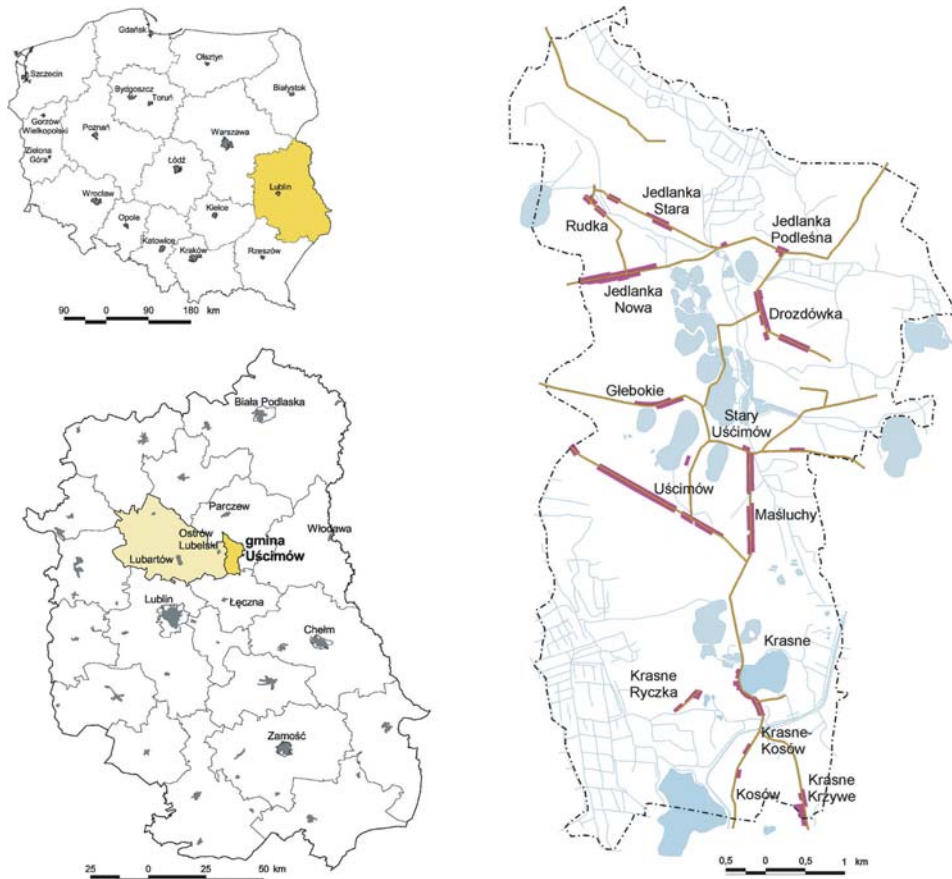 Gdańsk
Olsztyn
Szczecin
Białystok
Bydgoszcz
Toruń
Gorzów
Wielkopolski
Poznań
Warszawa
Zielona
Góra
Łódź
Lublin
Wrocław
Opole
Kielce
Katowice
Kraków
Rzeszów
90 0 90 180 km
Biała Podlaska
Parczew
Włodawa
Ostrów
Lubelski
gmina
Uścimów
Lubartów
Lublin
Łęczna
Chełm
Zamość
25 0 25 50 km
Jedlanka
Stara
Rudka
Jedlanka
Podleśna
Jedlanka
Nowa
Drozdówka
Głebokie
Stary
Uśćimów
Uścimów
Maśluchy
Krasne
Krasne
Ryczka
Krasne-
Kosów
Kosów
Krasne
Krzywe
0,5 0 0,5 1 km